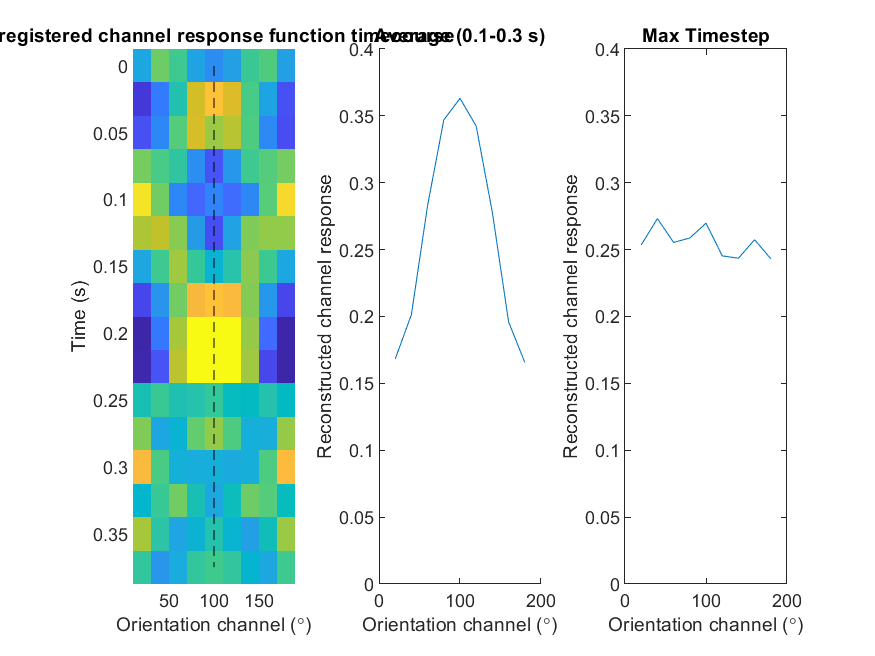 registered channel response function timecourse
Average (0.1-0.3 s)
Max Timestep
Time (s)
0
0.05
0.1
0.15
0.2
0.25
0.3
0.35
50 100 150
Orientation channel (°)
Reconstructed channel response
0.4
0.35
0.3
0.25
0.2
0.15
0.1
0.05
0
0 100 200
Orientation channel (°)
Reconstructed channel response
0.4
0.35
0.3
0.25
0.2
0.15
0.1
0.05
0
0 100 200
Orientation channel (°)